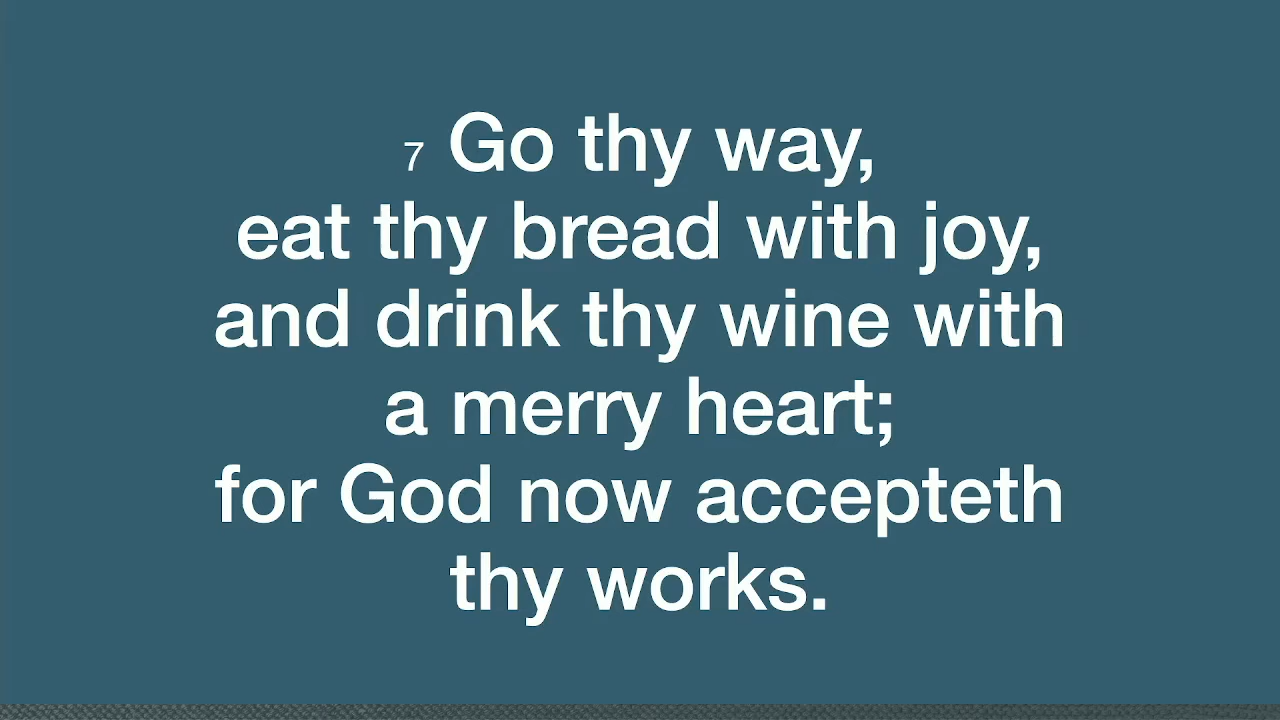 7 Go thy way,
eat thy bread with joy,
and drink thy wine with
a merry heart;
for God now accepteth
thy works.